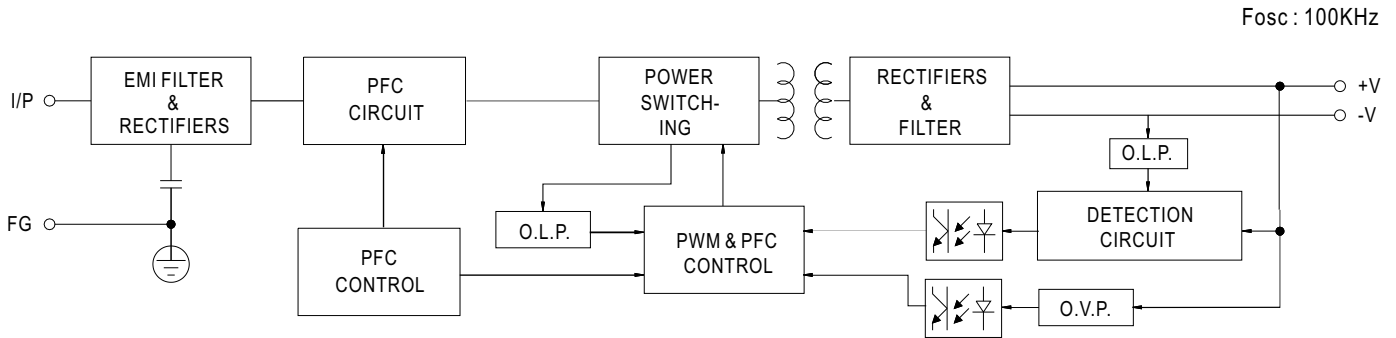 Fosc : 100KHz
I/P
EMI FILTER
&
RECTIFIERS
PFC
CIRCUIT
POWER
SWITCH-
ING
RECTIFIERS
&
FILTER
+V
-V
O.L.P.
FG
O.L.P.
PFC
CONTROL
PWM & PFC
CONTROL
DETECTION
CIRCUIT
O.V.P.